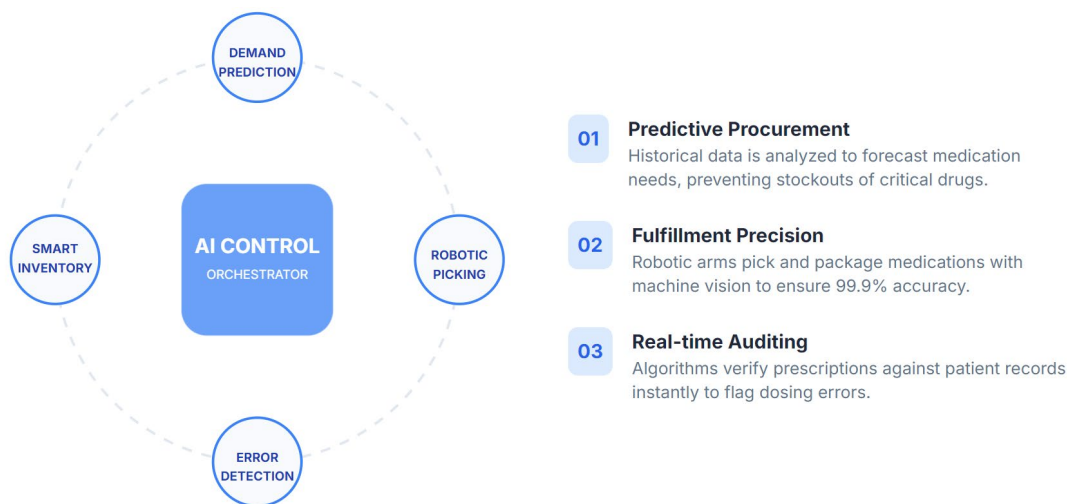 DEMAND
PREDICTION
SMART
INVENTORY
AI CONTROL
ORCHESTRATOR
ROBOTIC
PICKING
ERROR
DETECTION
01
Predictive Procurement
Historical data is analyzed to forecast medication
needs, preventing stockouts of critical drugs.
02
Fulfillment Precision
Robotic arms pick and package medications with
machine vision to ensure 99.9% accuracy.
03
Real-time Auditing
Algorithms verify prescriptions against patient records
instantly to flag dosing errors.